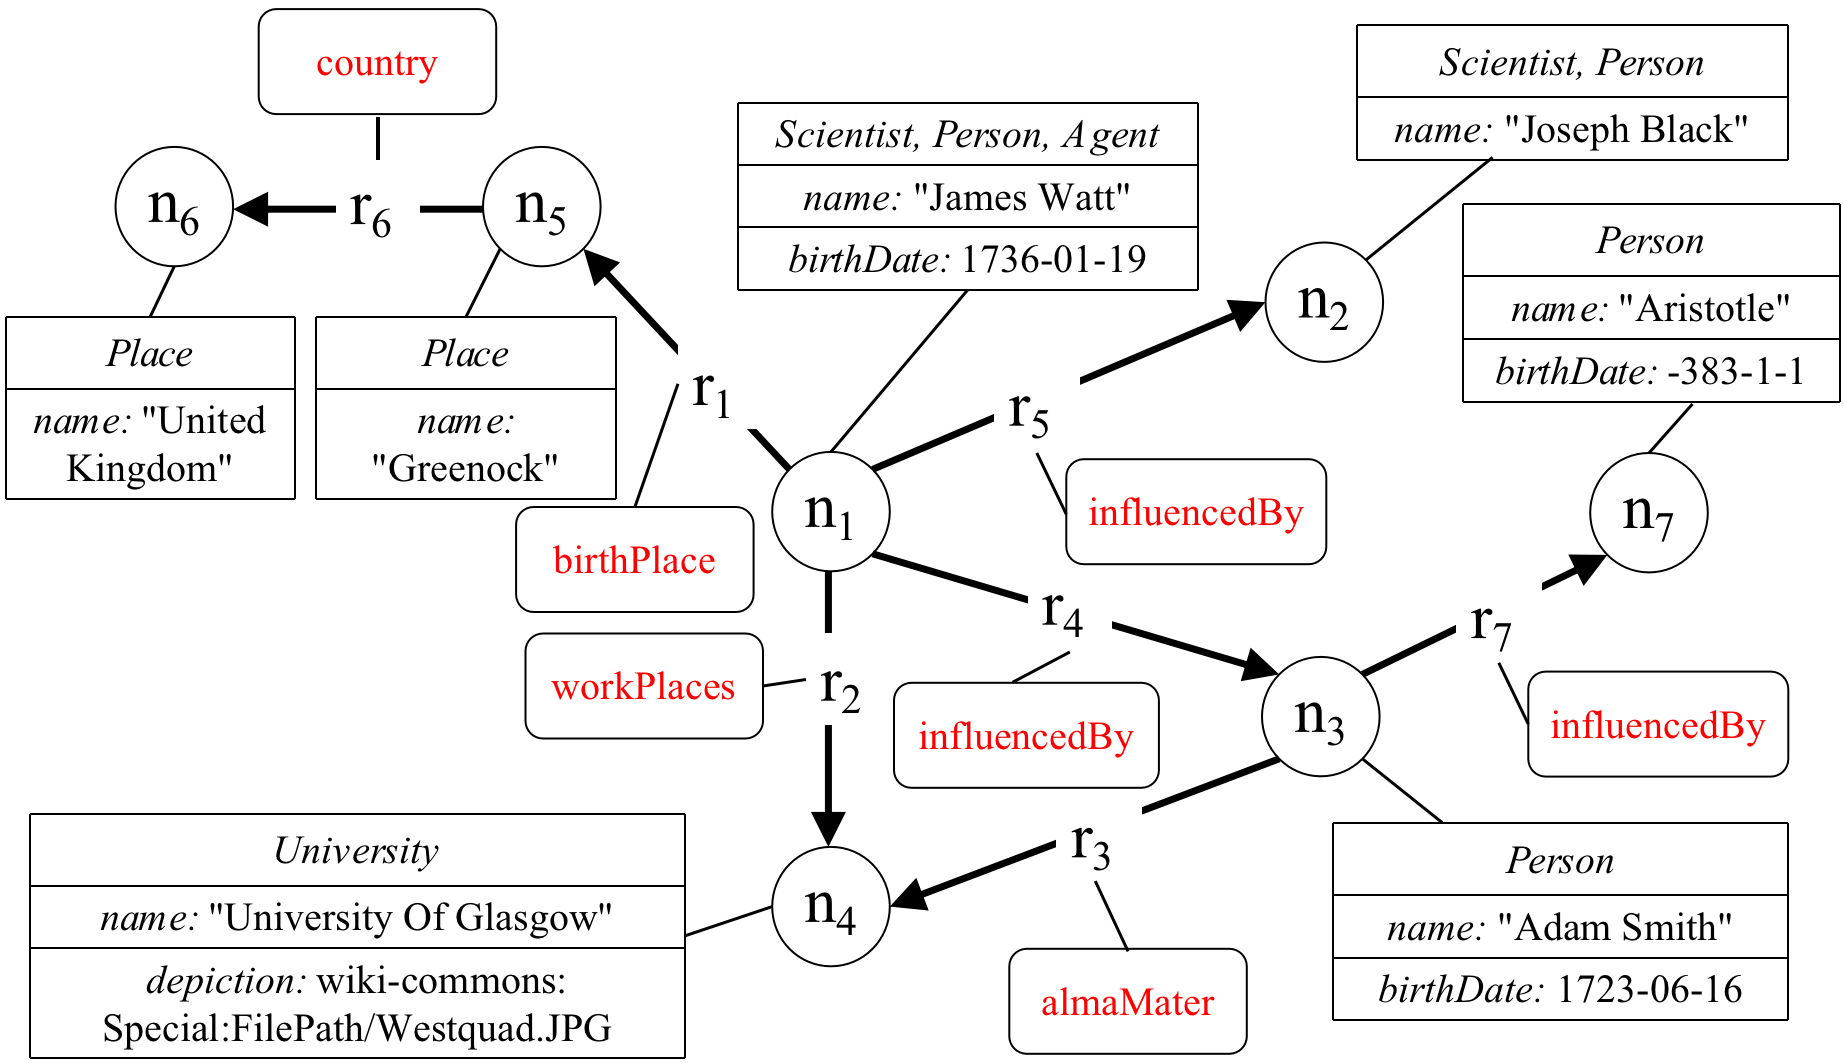 country
Scientist, Person
name: "Joseph Black"
Scientist, Person, Agent
name: "James Watt"
birthDate: 1736-01-19
n6
r6
n5
Person
name: "Aristotle"
birthDate: -383-1-1
n2
Place
name: "United
Kingdom"
Place
name:
"Greenock"
r1
r5
n1
influencedBy
n7
birthPlace
r4
r7
workPlaces
r2
influencedBy
n3
influencedBy
r3
University
name: "University Of Glasgow"
depiction: wiki-commons:
Special:FilePath/Westquad.JPG
n4
almaMater
Person
name: "Adam Smith"
birthDate: 1723-06-16